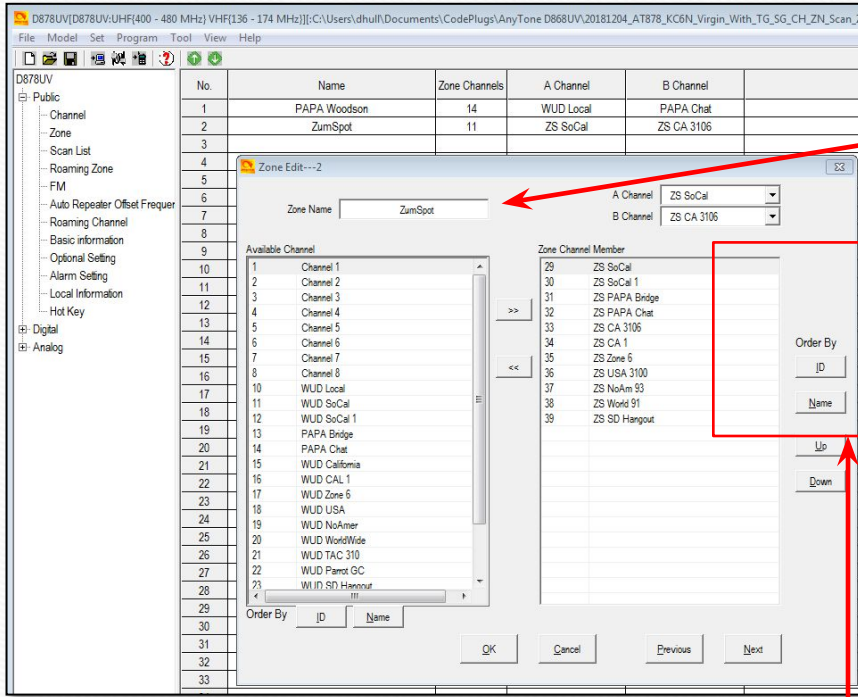 D878UV[D878UV:UHF{400 - 480 MHz} VHF{136 - 174 MHz}][:C:\Users\dhull\Documents\CodePlugs\AnyTone D868UV\20181204_AT878_KC6N_Virgin_With_TG_SG_CH_ZN_Scan_
File Model Set Program Tool View Help
D878UV
Public
Channel
Zone
Scan List
Roaming Zone
FM
Auto Repeater Offset Frequer
Roaming Channel
Basic information
Optional Setting
Alarm Setting
Local Information
Hot Key
Digital
Analog
No. Name Zone Channels A Channel B Channel
1 PAPA Woodson 14 WUD Local PAPA Chat
2 ZumSpot 11 ZS SoCal ZS CA 3106
3
4
5
6
7
8
9
10
11
12
13
14
15
16
17
18
19
20
21
22
23
24
25
26
27
28
29
30
31
32
33
Zone Edit---2
Zone Name ZumSpot
A Channel ZS SoCal
B Channel ZS CA 3106
Available Channel
1 Channel 1
2 Channel 2
3 Channel 3
4 Channel 4
5 Channel 5
6 Channel 6
7 Channel 7
8 Channel 8
10 WUD Local
11 WUD SoCal
12 WUD SoCal 1
13 PAPA Bridge
14 PAPA Chat
15 WUD California
16 WUD CAL 1
17 WUD Zone 6
18 WUD USA
19 WUD NoAmer
20 WUD WorldWide
21 WUD TAC 310
22 WUD Parrot GC
23 WUD SD Hangout
Order By ID Name
>>
<<
Zone Channel Member
29 ZS SoCal
30 ZS SoCal 1
31 ZS PAPA Bridge
32 ZS PAPA Chat
33 ZS CA 3106
34 ZS CA 1
35 ZS Zone 6
36 ZS USA 3100
37 ZS NoAm 93
38 ZS World 91
39 ZS SD Hangout
Order By
ID
Name
Up
Down
OK Cancel Previous Next